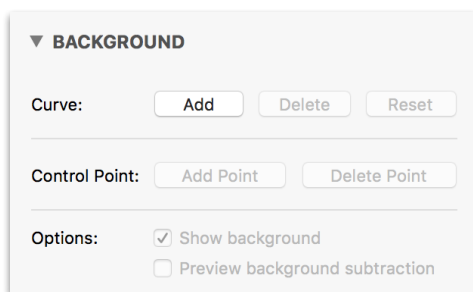 BACKGROUND
Curve: Add Delete Reset
Control Point: Add Point Delete Point
Options: Show background
Preview background subtraction